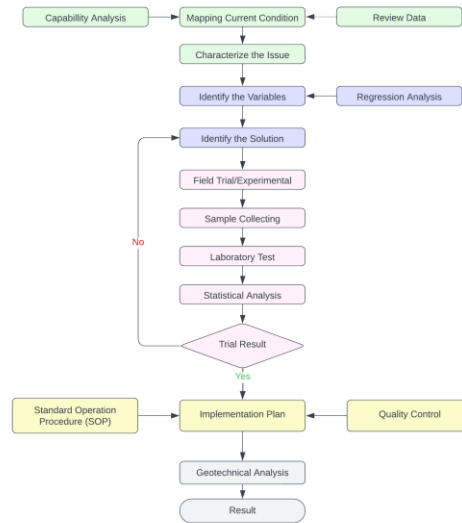 Capabillity Analysis
Mapping Current Condition
Review Data
Characterize the Issue
Identify the Variables
Regression Analysis
Identify the Solution
Field Trial/Experimental
Sample Collecting
No
Laboratory Test
Statistical Analysis
Trial Result
Yes
Standard Operation
Procedure (SOP)
Implementation Plan
Quality Control
Geotechnical Analysis
Result